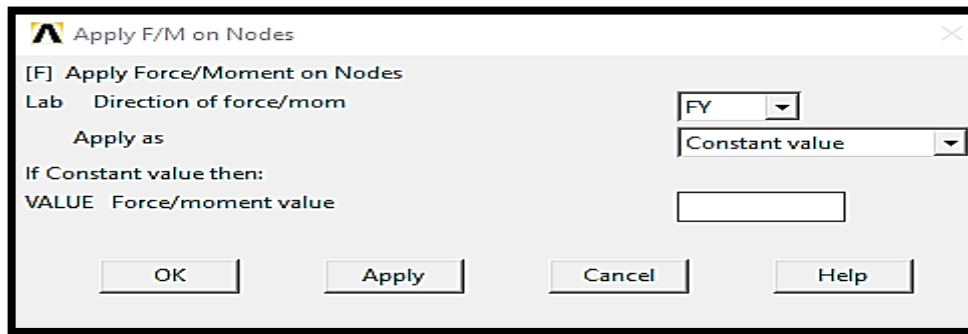 Apply F/M on Nodes
[F] Apply Force/Moment on Nodes
Lab Direction of force/mom FY
Apply as Constant value
If Constant value then:
VALUE Force/moment value
OK Apply Cancel Help